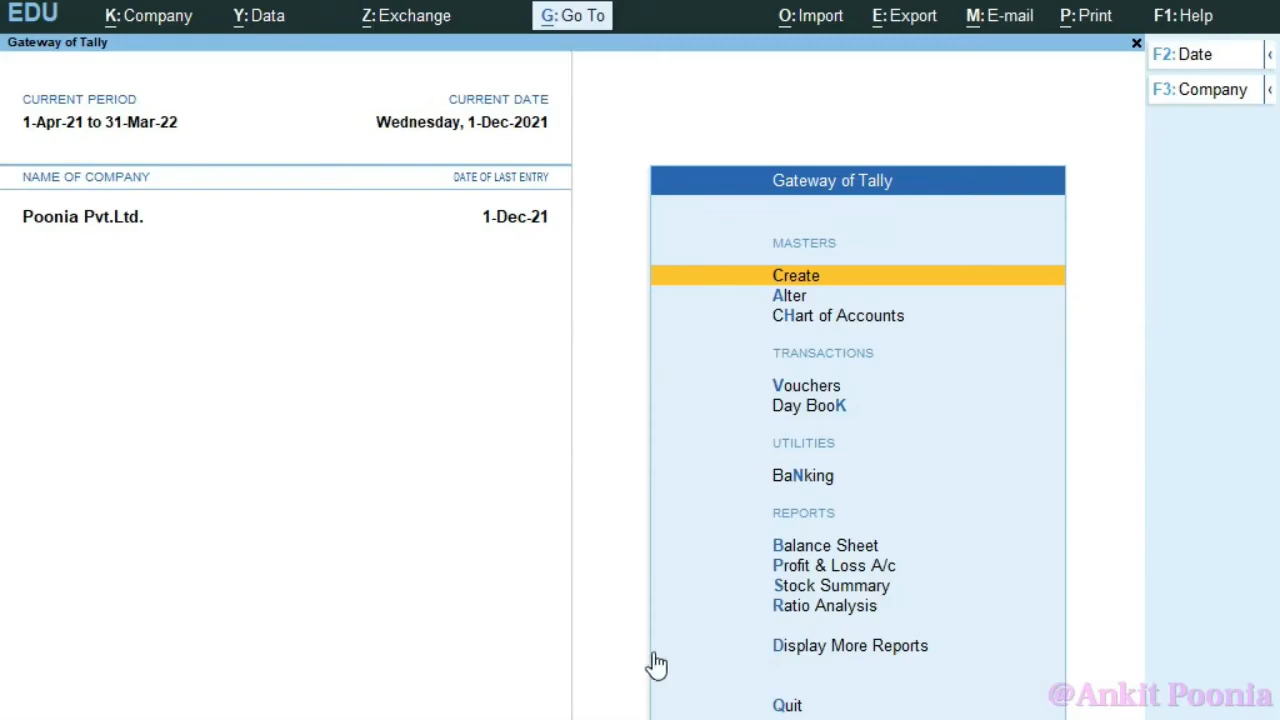 EDU K:Company Y:Data Z:Exchange G:Go To O:Import E:Export M:E-mail P:Print F1:Help
Gateway of Tally
F2:Date
F3:Company
CURRENT PERIOD CURRENT DATE
1-Apr-21 to 31-Mar-22 Wednesday, 1-Dec-2021
NAME OF COMPANY DATE OF LAST ENTRY
Poonia Pvt.Ltd. 1-Dec-21
Gateway of Tally
MASTERS
Create
Alter
CHart of Accounts
TRANSACTIONS
Vouchers
Day BooK
UTILITIES
BaNking
REPORTS
Balance Sheet
Profit & Loss A/c
Stock Summary
Ratio Analysis
Display More Reports
Quit
@Ankit Poonia